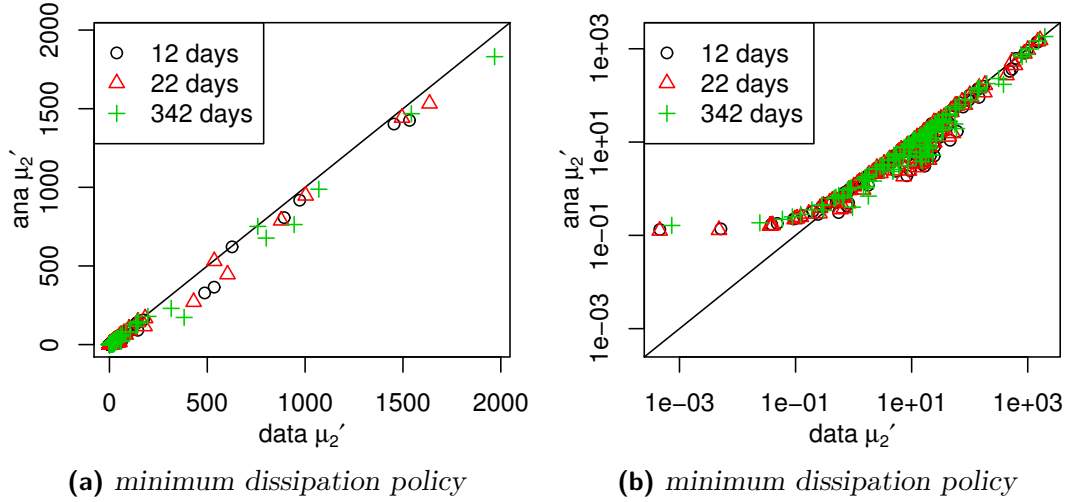 12 days
22 days
342 days
0 500 1000 1500 2000
ana μ₂′
0 500 1000 1500 2000
data μ₂′
(a) minimum dissipation policy
12 days
22 days
342 days
1e−03 1e−01 1e+01 1e+03
ana μ₂′
1e−03 1e−01 1e+01 1e+03
data μ₂′
(b) minimum dissipation policy